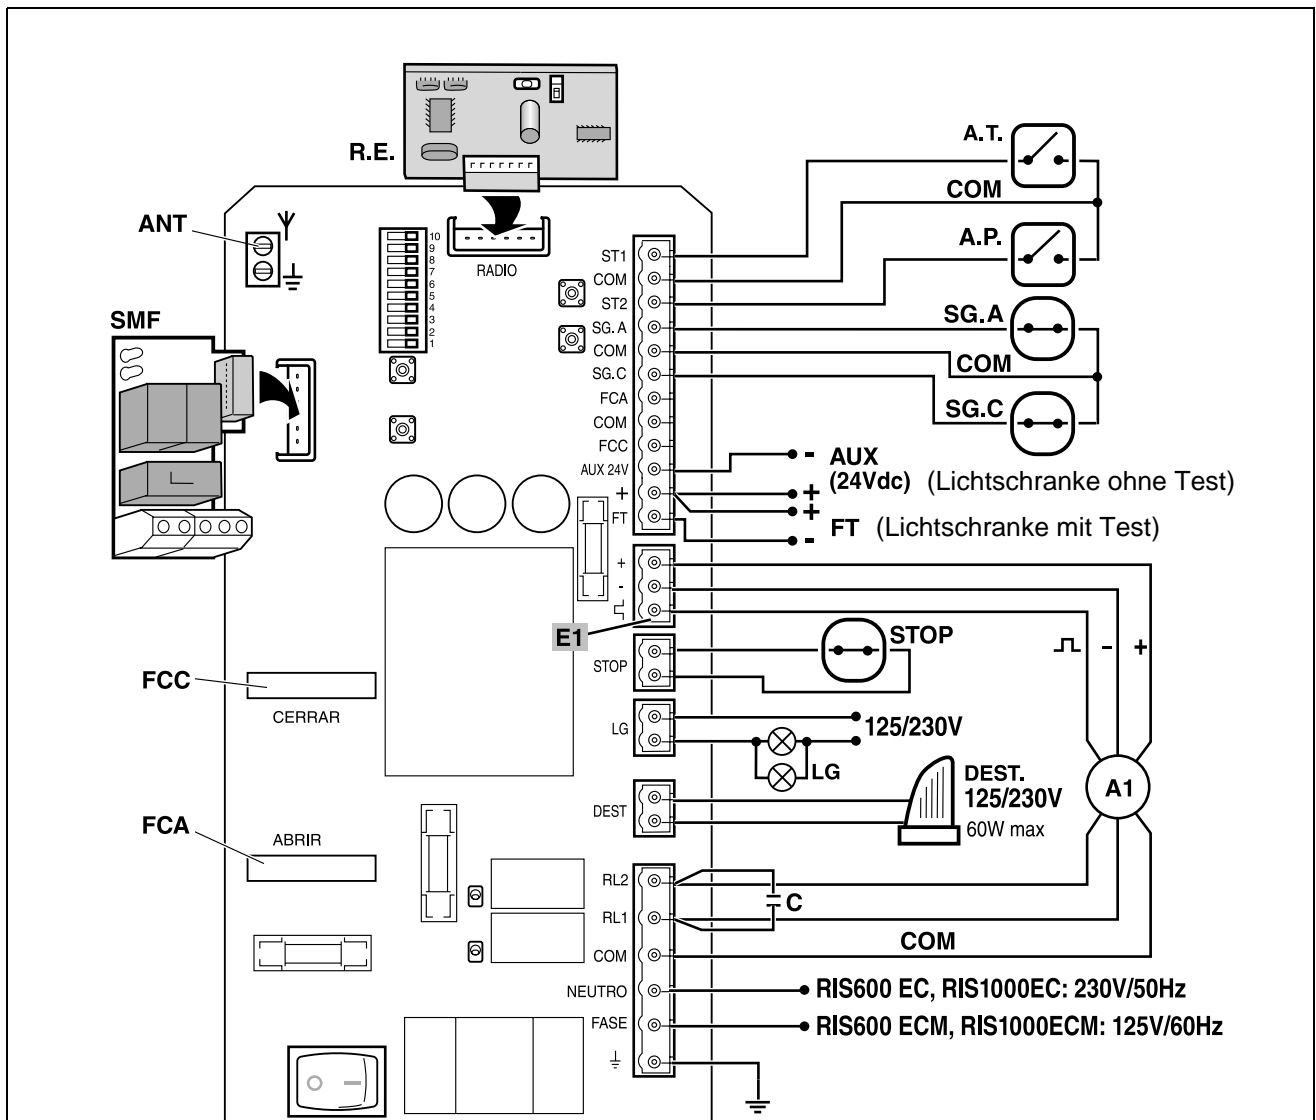 R.E.
ANT
SMF
RADIO
10
9
8
7
6
5
4
3
2
1
ST1
COM
ST2
SG.A
COM
SG.C
FCA
COM
FCC
AUX 24V
+
FT
A.T.
COM
A.P.
SG.A
COM
SG.C
- AUX
(24Vdc) (Lichtschranke ohne Test)
+
+
FT (Lichtschranke mit Test)
-
+
-
E1
STOP
STOP
- +
FCC
CERRAR
LG
125/230V
LG
DEST
DEST.
125/230V
60W max
A1
FCA
ABRIR
RL2
RL1
C
COM
COM
NEUTRO
RIS600 EC, RIS1000EC: 230V/50Hz
FASE
RIS600 ECM, RIS1000ECM: 125V/60Hz